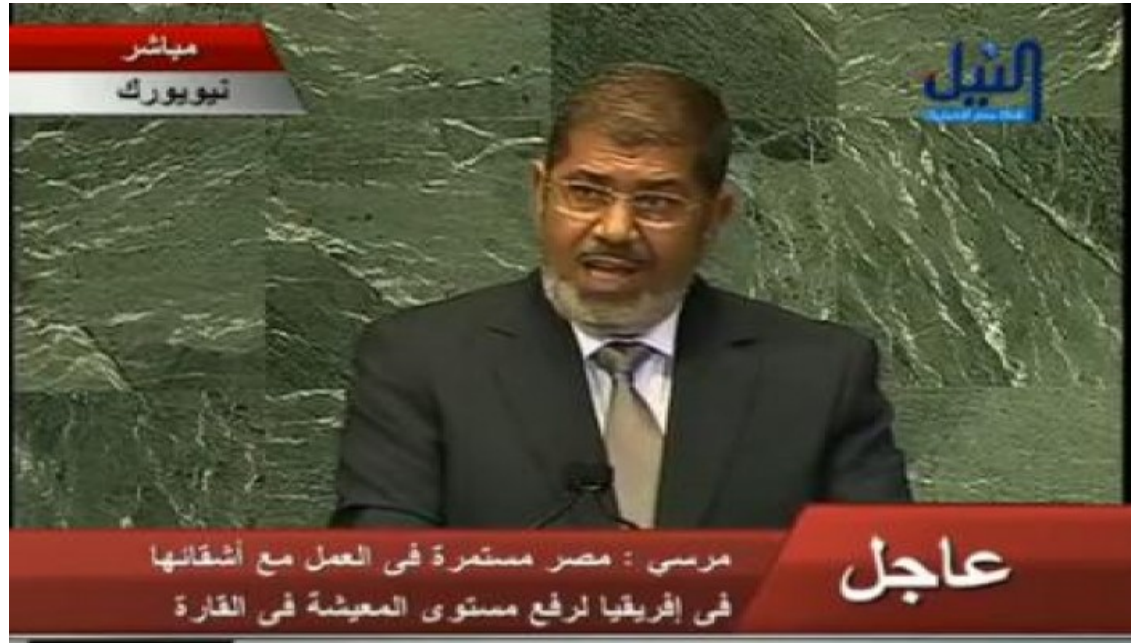 مباشر
نيويورك
النيل
عاجل
مرسي : مصر مستمرة فى العمل مع أشقائها
فى إفريقيا لرفع مستوى المعيشة فى القارة